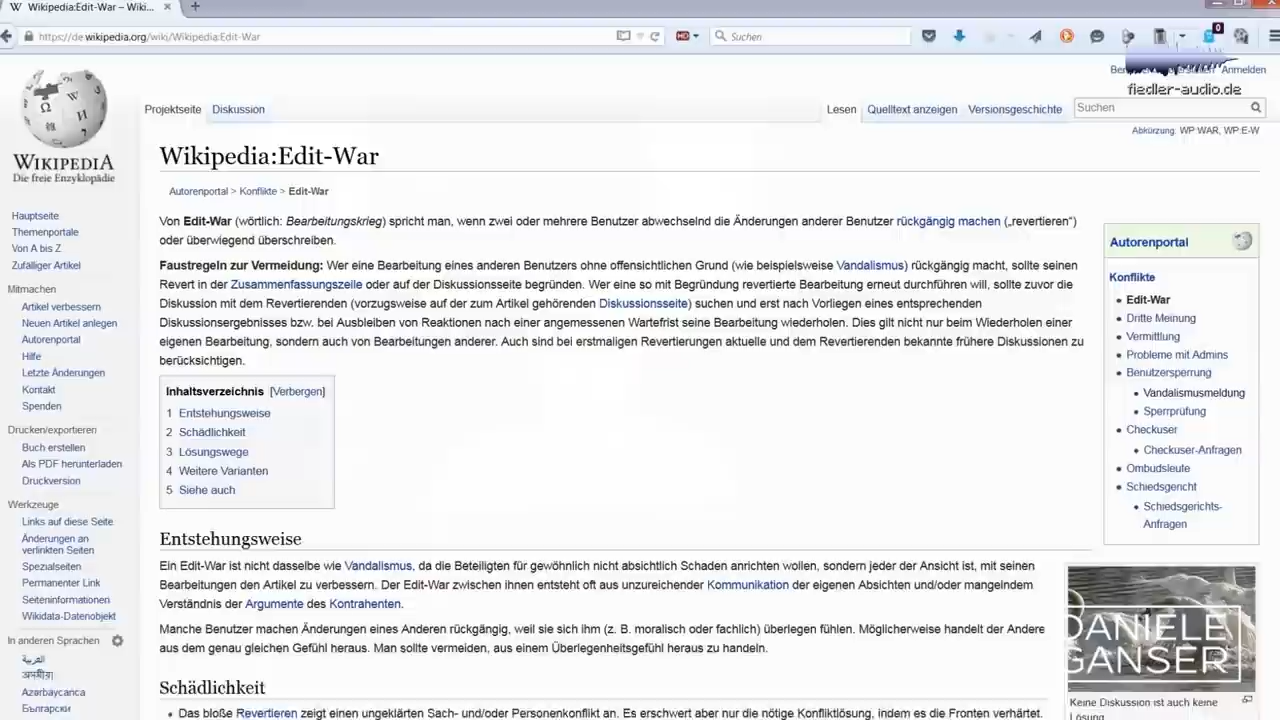 Wikipedia:Edit-War – Wiki...
https://de.wikipedia.org/wiki/Wikipedia:Edit-War
Suchen
0
Anmelden
fiedler-audio.de
Projektseite Diskussion
Lesen Quelltext anzeigen Versionsgeschichte
Suchen
Abkürzung: WP:WAR, WP:E-W
WIKIPEDIA
Die freie Enzyklopädie
Hauptseite
Themenportale
Von A bis Z
Zufälliger Artikel
Mitmachen
Artikel verbessern
Neuen Artikel anlegen
Autorenportal
Hilfe
Letzte Änderungen
Kontakt
Spenden
Drucken/exportieren
Buch erstellen
Als PDF herunterladen
Druckversion
Werkzeuge
Links auf diese Seite
Änderungen an
verlinkten Seiten
Spezialseiten
Permanenter Link
Seiteninformationen
Wikidata-Datenobjekt
In anderen Sprachen
العربية
অসমীয়া
Azərbaycanca
Български
Wikipedia:Edit-War
Autorenportal > Konflikte > Edit-War
Von Edit-War (wörtlich: Bearbeitungskrieg) spricht man, wenn zwei oder mehrere Benutzer abwechselnd die Änderungen anderer Benutzer rückgängig machen („revertieren“)
oder überwiegend überschreiben.
Faustregeln zur Vermeidung: Wer eine Bearbeitung eines anderen Benutzers ohne offensichtlichen Grund (wie beispielsweise Vandalismus) rückgängig macht, sollte seinen
Revert in der Zusammenfassungszeile oder auf der Diskussionsseite begründen. Wer eine so mit Begründung revertierte Bearbeitung erneut durchführen will, sollte zuvor die
Diskussion mit dem Revertierenden (vorzugsweise auf der zum Artikel gehörenden Diskussionsseite) suchen und erst nach Vorliegen eines entsprechenden
Diskussionsergebnisses bzw. bei Ausbleiben von Reaktionen nach einer angemessenen Wartefrist seine Bearbeitung wiederholen. Dies gilt nicht nur beim Wiederholen einer
eigenen Bearbeitung, sondern auch von Bearbeitungen anderer. Auch sind bei erstmaligen Revertierungen aktuelle und dem Revertierenden bekannte frühere Diskussionen zu
berücksichtigen.
Inhaltsverzeichnis [Verbergen]
1 Entstehungsweise
2 Schädlichkeit
3 Lösungswege
4 Weitere Varianten
5 Siehe auch
Entstehungsweise
Ein Edit-War ist nicht dasselbe wie Vandalismus, da die Beteiligten für gewöhnlich nicht absichtlich Schaden anrichten wollen, sondern jeder der Ansicht ist, mit seinen
Bearbeitungen den Artikel zu verbessern. Der Edit-War zwischen ihnen entsteht oft aus unzureichender Kommunikation der eigenen Absichten und/oder mangelndem
Verständnis der Argumente des Kontrahenten.
Manche Benutzer machen Änderungen eines Anderen rückgängig, weil sie sich ihm (z. B. moralisch oder fachlich) überlegen fühlen. Möglicherweise handelt der Andere
aus dem genau gleichen Gefühl heraus. Man sollte vermeiden, aus einem Überlegenheitsgefühl heraus zu handeln.
Schädlichkeit
Das bloße Revertieren zeigt einen ungeklärten Sach- und/oder Personenkonflikt an. Es erschwert aber nur die nötige Konfliktlösung, indem es die Fronten verhärtet.
Autorenportal
Konflikte
Edit-War
Dritte Meinung
Vermittlung
Probleme mit Admins
Benutzersperrung
Vandalismusmeldung
Sperrprüfung
Checkuser
Checkuser-Anfragen
Ombudsleute
Schiedsgericht
Schiedsgerichts-
Anfragen
DANIELE
GANSER
Keine Diskussion ist auch keine
Lösung